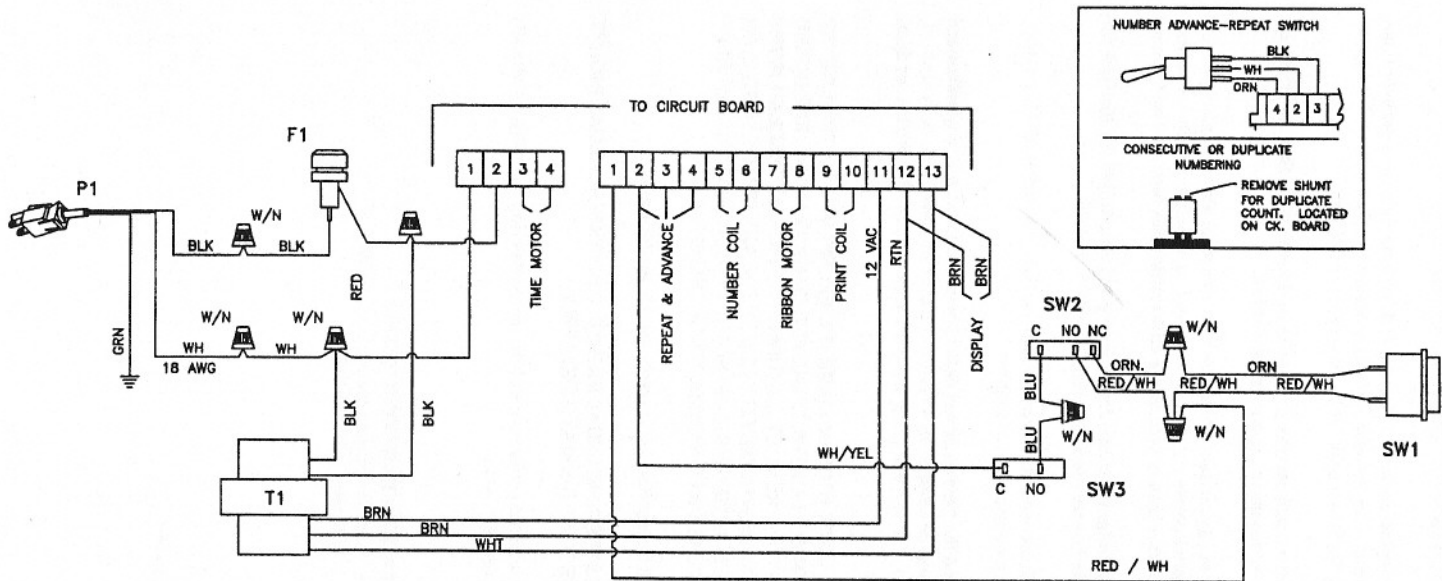 NUMBER ADVANCE-REPEAT SWITCH
BLK
WH
ORN
4 2 3
CONSECUTIVE OR DUPLICATE
NUMBERING
REMOVE SHUNT
FOR DUPLICATE
COUNT. LOCATED
ON CK. BOARD
TO CIRCUIT BOARD
F1
P1
W/N
BLK
BLK
RED
1 2 3 4
TIME MOTOR
1 2 3 4 5 6 7 8 9 10 11 12 13
REPEAT & ADVANCE
NUMBER COIL
RIBBON MOTOR
PRINT COIL
12 VAC
RTN
BRN
BRN
DISPLAY
GRN
W/N
W/N
WH
WH
18 AWG
BLK
BLK
SW2
C NO NC
W/N
ORN.
ORN
RED/WH
RED/WH
RED/WH
BLU
W/N
BLU
W/N
SW1
WH/YEL
C NO
SW3
T1
BRN
BRN
WHT
RED / WH